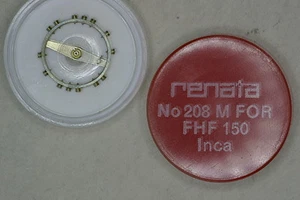 renata
No 208 M FOR
FHF 150
Inca